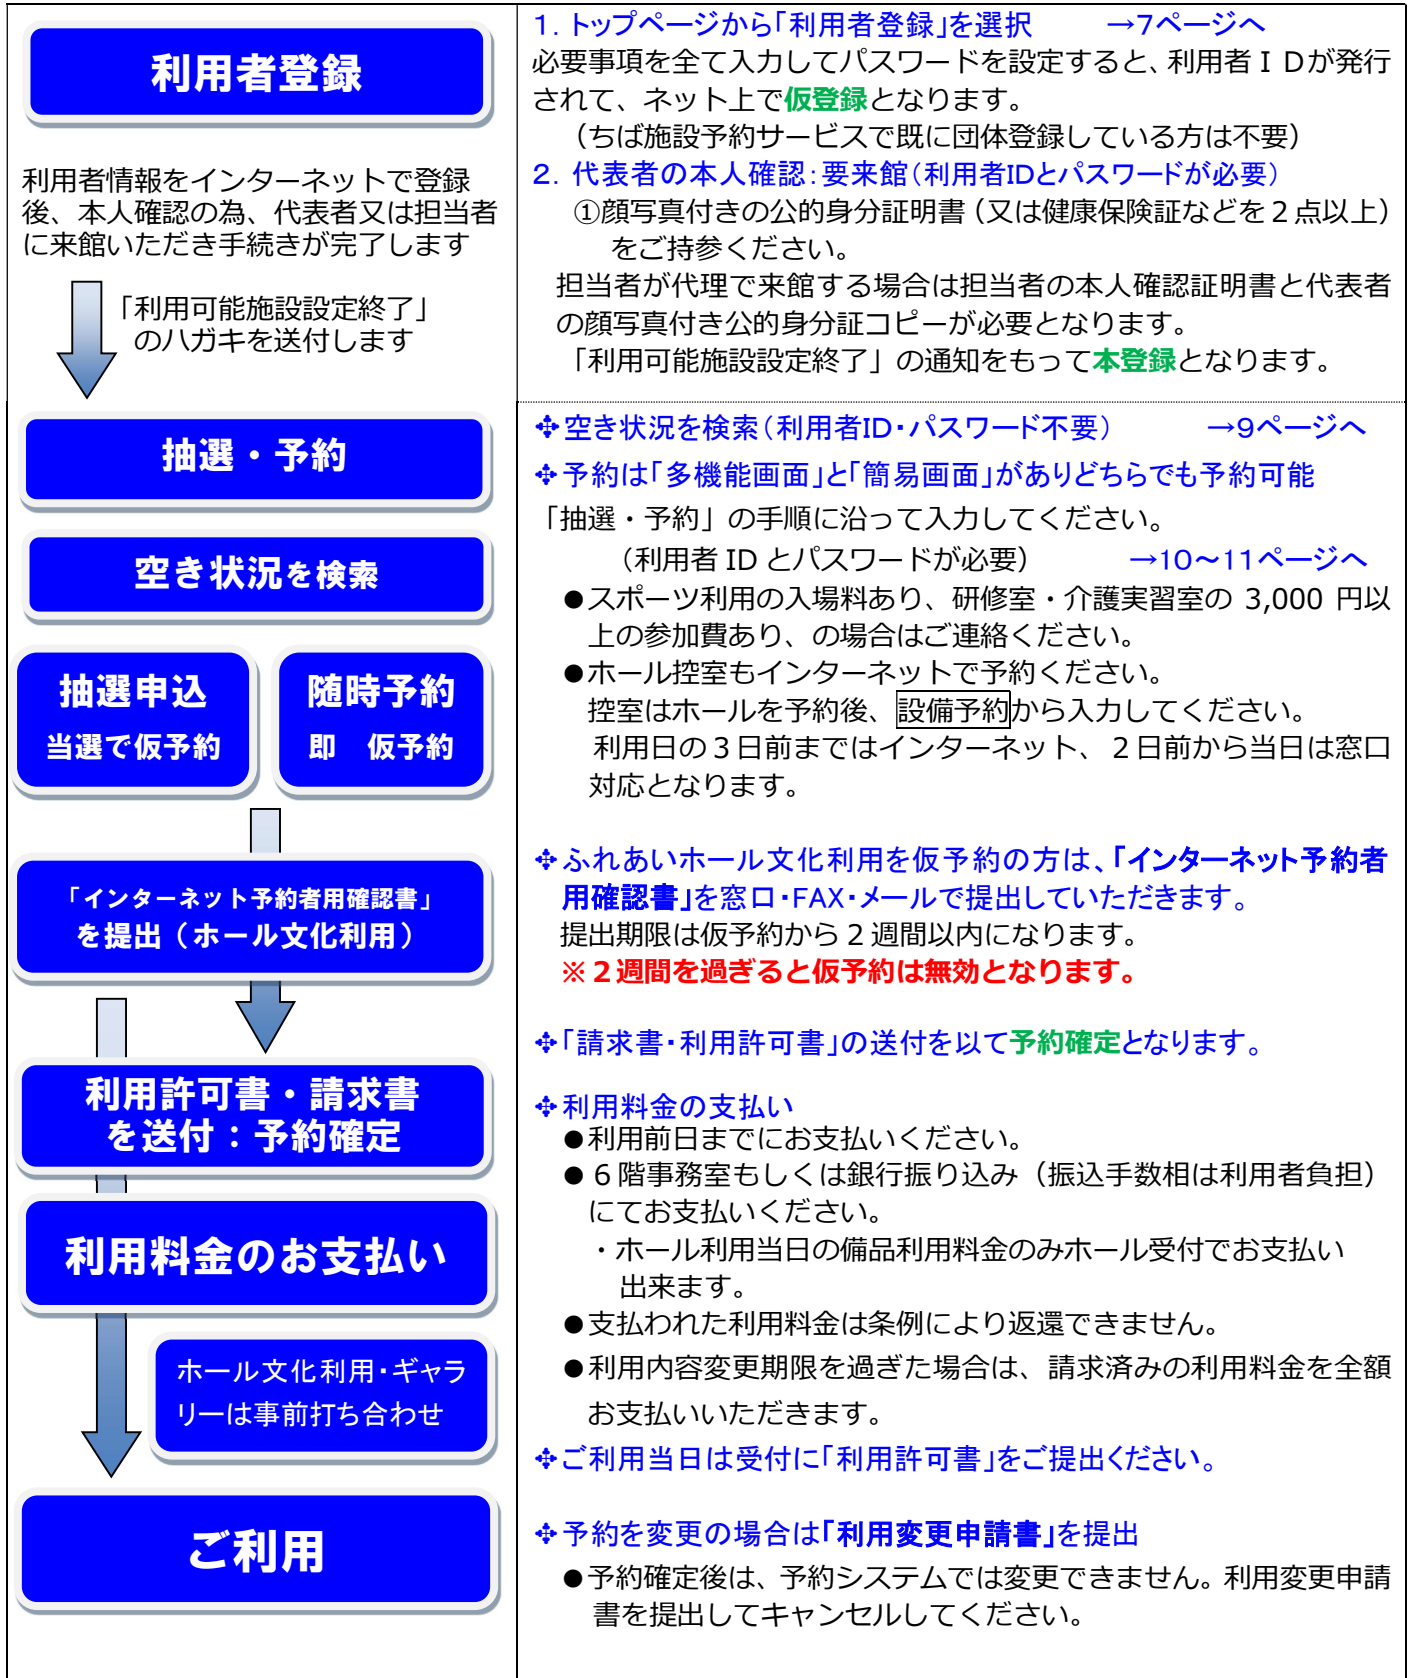 利用者登録
利用者情報をインターネットで登録
後、本人確認の為、代表者又は担当者
に来館いただき手続きが完了します
「利用可能施設設定終了」
のハガキを送付します
抽選・予約
空き状況を検索
抽選申込
当選で仮予約
随時予約
即　仮予約
「インターネット予約者用確認書」
を提出（ホール文化利用）
利用許可書・請求書
を送付：予約確定
利用料金のお支払い
ホール文化利用・ギャラ
リーは事前打ち合わせ
ご利用
1．トップページから「利用者登録」を選択　　→7ページへ
必要事項を全て入力してパスワードを設定すると、利用者ＩＤが発行
されて、ネット上で仮登録となります。
（ちば施設予約サービスで既に団体登録している方は不要）
2．代表者の本人確認：要来館（利用者IDとパスワードが必要）
①顔写真付きの公的身分証明書（又は健康保険証などを２点以上）
をご持参ください。
担当者が代理で来館する場合は担当者の本人確認証明書と代表者
の顔写真付き公的身分証コピーが必要となります。
「利用可能施設設定終了」の通知をもって本登録となります。
✤空き状況を検索（利用者ID・パスワード不要）　　→9ページへ
✤予約は「多機能画面」と「簡易画面」がありどちらでも予約可能
「抽選・予約」の手順に沿って入力してください。
（利用者 ID とパスワードが必要）　　→10～11ページへ
●スポーツ利用の入場料あり、研修室・介護実習室の 3,000 円以
上の参加費あり、の場合はご連絡ください。
●ホール控室もインターネットで予約ください。
控室はホールを予約後、設備予約から入力してください。
利用日の３日前まではインターネット、２日前から当日は窓口
対応となります。
✤ふれあいホール文化利用を仮予約の方は、「インターネット予約者
用確認書」を窓口・FAX・メールで提出していただきます。
提出期限は仮予約から 2 週間以内になります。
※２週間を過ぎると仮予約は無効となります。
✤「請求書・利用許可書」の送付を以て予約確定となります。
✤利用料金の支払い
●利用前日までにお支払いください。
●６階事務室もしくは銀行振り込み（振込手数相は利用者負担）
にてお支払いください。
・ホール利用当日の備品利用料金のみホール受付でお支払い
出来ます。
●支払われた利用料金は条例により返還できません。
●利用内容変更期限を過ぎた場合は、請求済みの利用料金を全額
お支払いいただきます。
✤ご利用当日は受付に「利用許可書」をご提出ください。
✤予約を変更の場合は「利用変更申請書」を提出
●予約確定後は、予約システムでは変更できません。利用変更申請
書を提出してキャンセルしてください。